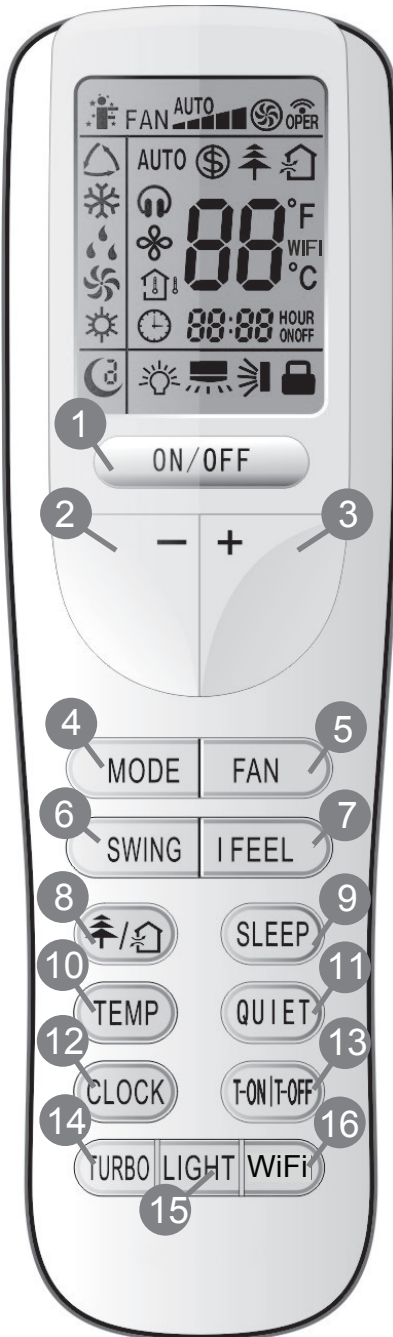 FAN AUTO OPER
AUTO
88 °F
WIFI
°C
88:88 HOUR
ONOFF
1
ON/OFF
2 − + 3
4 5
MODE FAN
6 7
SWING I FEEL
8 9
/ SLEEP
10 11
TEMP QUIET
12 13
CLOCK T-ON|T-OFF
14 16
TURBO LIGHT WiFi
15